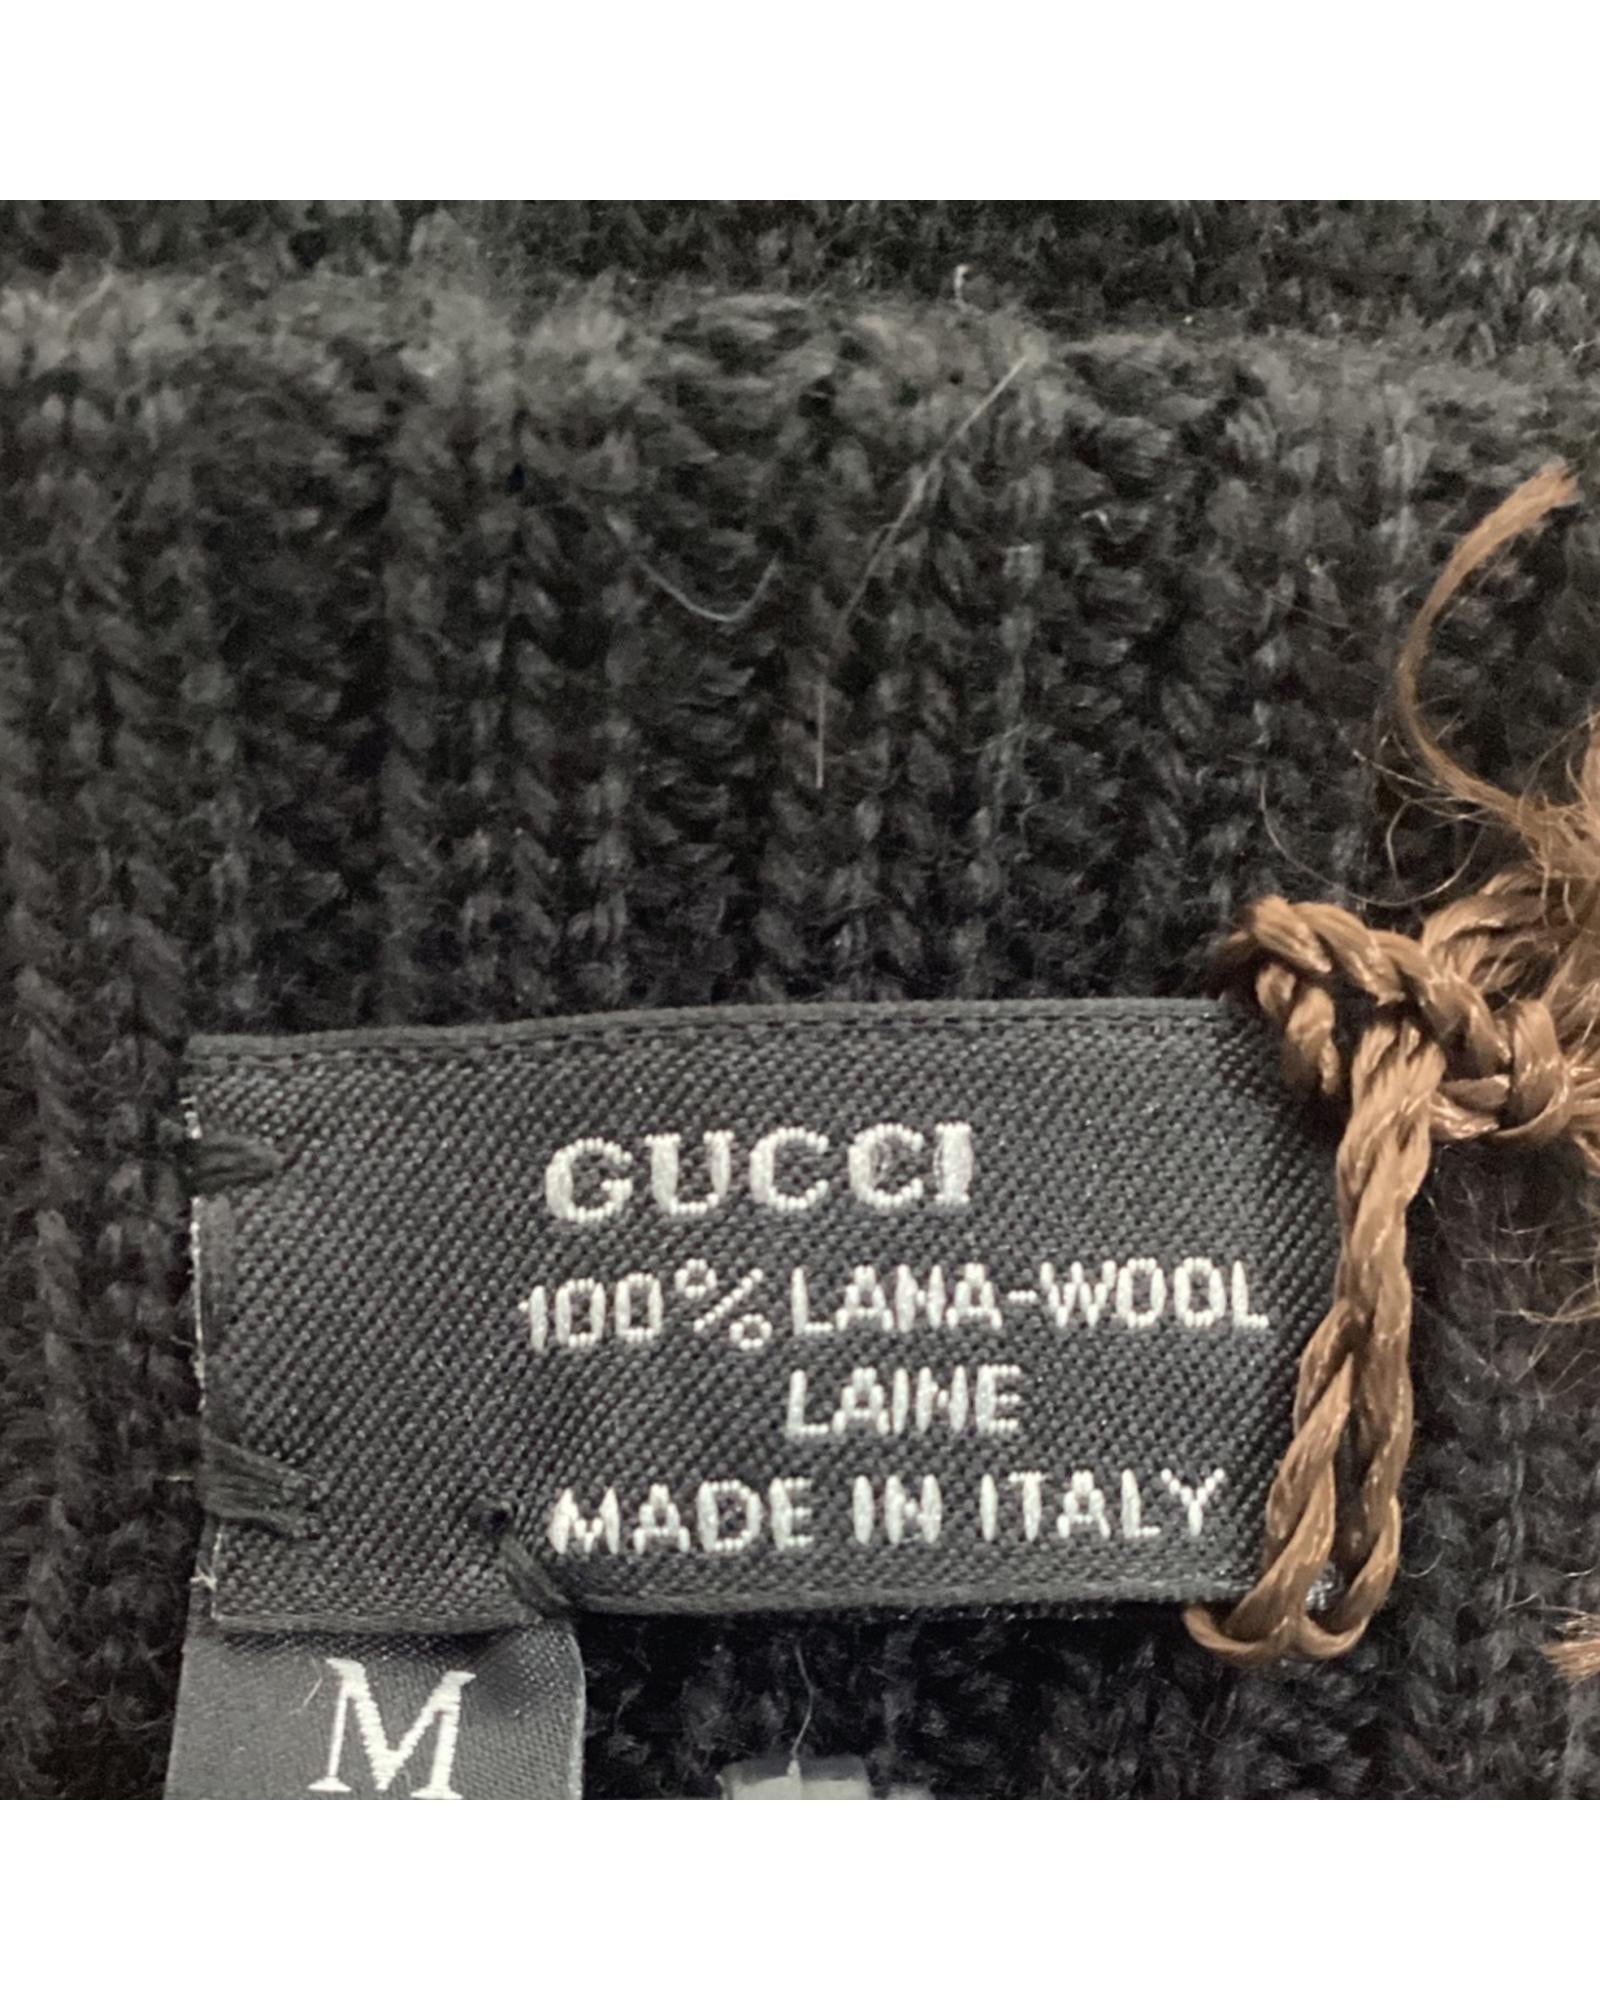 GUCCI
100% LANA-WOOL
LAINE
MADE IN ITALY
M